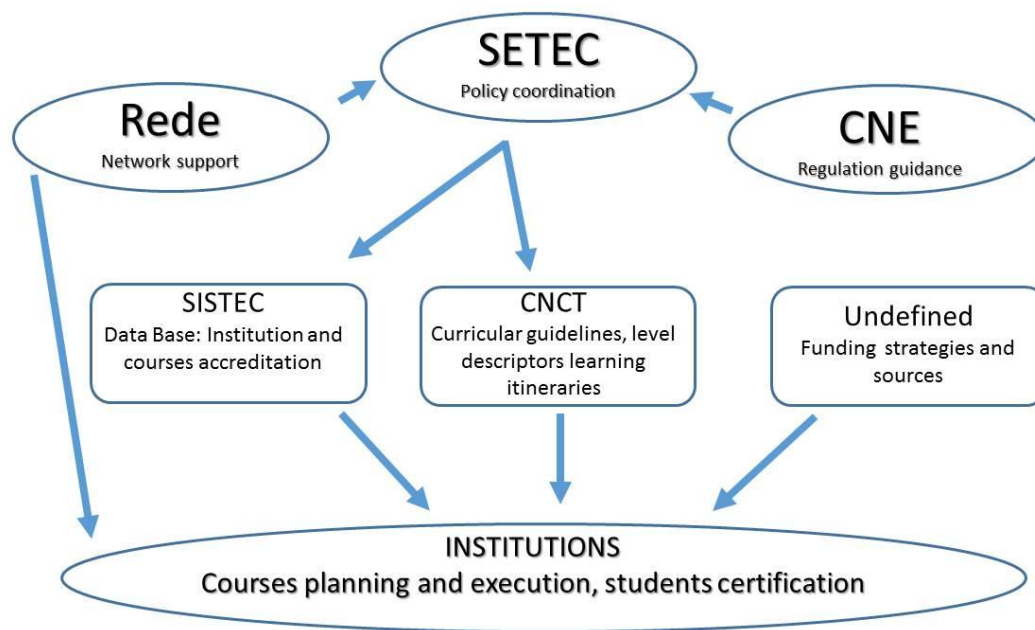 SETEC
Policy coordination
Rede
Network support
CNE
Regulation guidance
SISTEC
Data Base: Institution and
courses accreditation
CNCT
Curricular guidelines, level
descriptors learning
itineraries
Undefined
Funding strategies and
sources
INSTITUTIONS
Courses planning and execution, students certification